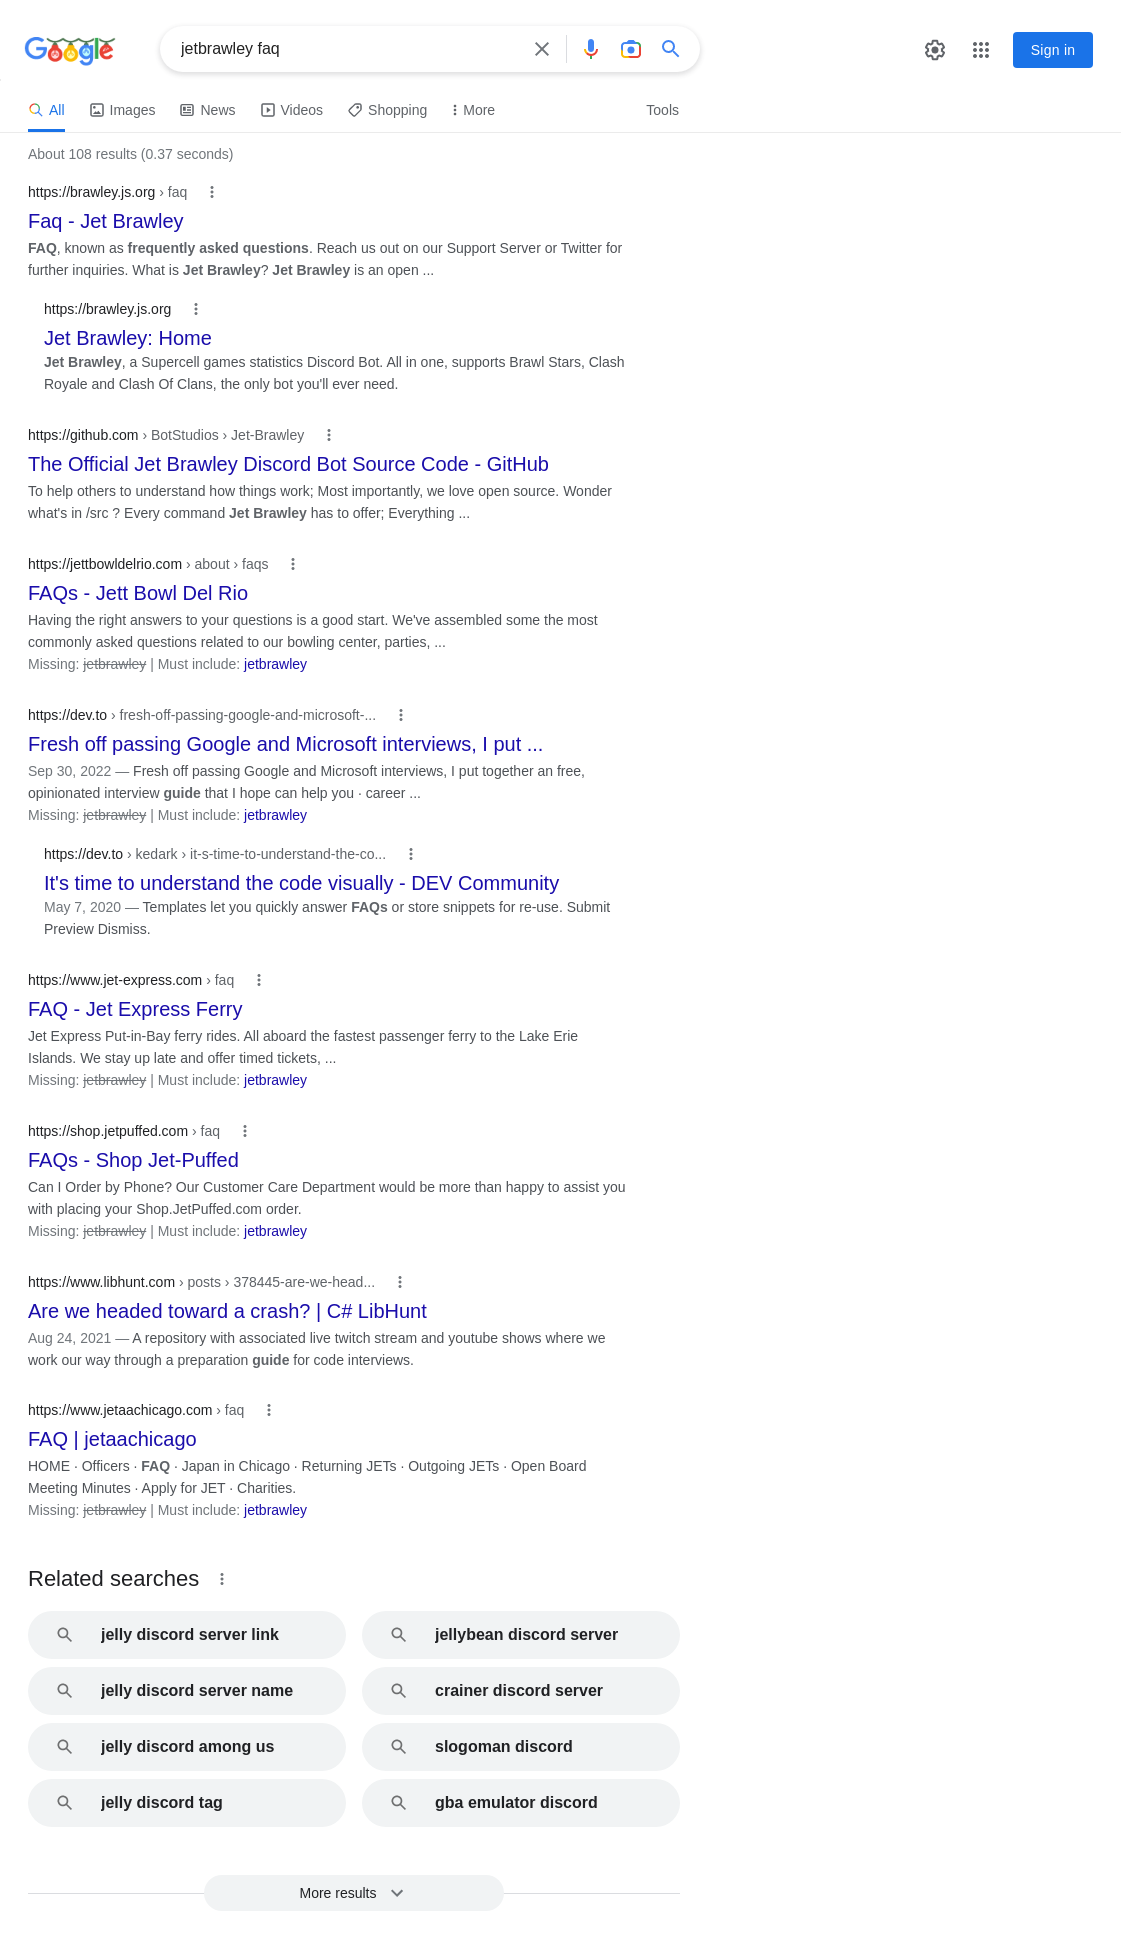 Google
jetbrawley faq
Sign in
All Images News Videos Shopping More Tools
About 108 results (0.37 seconds)
https://brawley.js.org › faq
Faq - Jet Brawley
FAQ, known as frequently asked questions. Reach us out on our Support Server or Twitter for
further inquiries. What is Jet Brawley? Jet Brawley is an open ...
https://brawley.js.org
Jet Brawley: Home
Jet Brawley, a Supercell games statistics Discord Bot. All in one, supports Brawl Stars, Clash
Royale and Clash Of Clans, the only bot you'll ever need.
https://github.com › BotStudios › Jet-Brawley
The Official Jet Brawley Discord Bot Source Code - GitHub
To help others to understand how things work; Most importantly, we love open source. Wonder
what's in /src ? Every command Jet Brawley has to offer; Everything ...
https://jettbowldelrio.com › about › faqs
FAQs - Jett Bowl Del Rio
Having the right answers to your questions is a good start. We've assembled some the most
commonly asked questions related to our bowling center, parties, ...
Missing: jetbrawley | Must include: jetbrawley
https://dev.to › fresh-off-passing-google-and-microsoft-...
Fresh off passing Google and Microsoft interviews, I put ...
Sep 30, 2022 — Fresh off passing Google and Microsoft interviews, I put together an free,
opinionated interview guide that I hope can help you · career ...
Missing: jetbrawley | Must include: jetbrawley
https://dev.to › kedark › it-s-time-to-understand-the-co...
It's time to understand the code visually - DEV Community
May 7, 2020 — Templates let you quickly answer FAQs or store snippets for re-use. Submit
Preview Dismiss.
https://www.jet-express.com › faq
FAQ - Jet Express Ferry
Jet Express Put-in-Bay ferry rides. All aboard the fastest passenger ferry to the Lake Erie
Islands. We stay up late and offer timed tickets, ...
Missing: jetbrawley | Must include: jetbrawley
https://shop.jetpuffed.com › faq
FAQs - Shop Jet-Puffed
Can I Order by Phone? Our Customer Care Department would be more than happy to assist you
with placing your Shop.JetPuffed.com order.
Missing: jetbrawley | Must include: jetbrawley
https://www.libhunt.com › posts › 378445-are-we-head...
Are we headed toward a crash? | C# LibHunt
Aug 24, 2021 — A repository with associated live twitch stream and youtube shows where we
work our way through a preparation guide for code interviews.
https://www.jetaachicago.com › faq
FAQ | jetaachicago
HOME · Officers · FAQ · Japan in Chicago · Returning JETs · Outgoing JETs · Open Board
Meeting Minutes · Apply for JET · Charities.
Missing: jetbrawley | Must include: jetbrawley
Related searches
jelly discord server link
jellybean discord server
jelly discord server name
crainer discord server
jelly discord among us
slogoman discord
jelly discord tag
gba emulator discord
More results